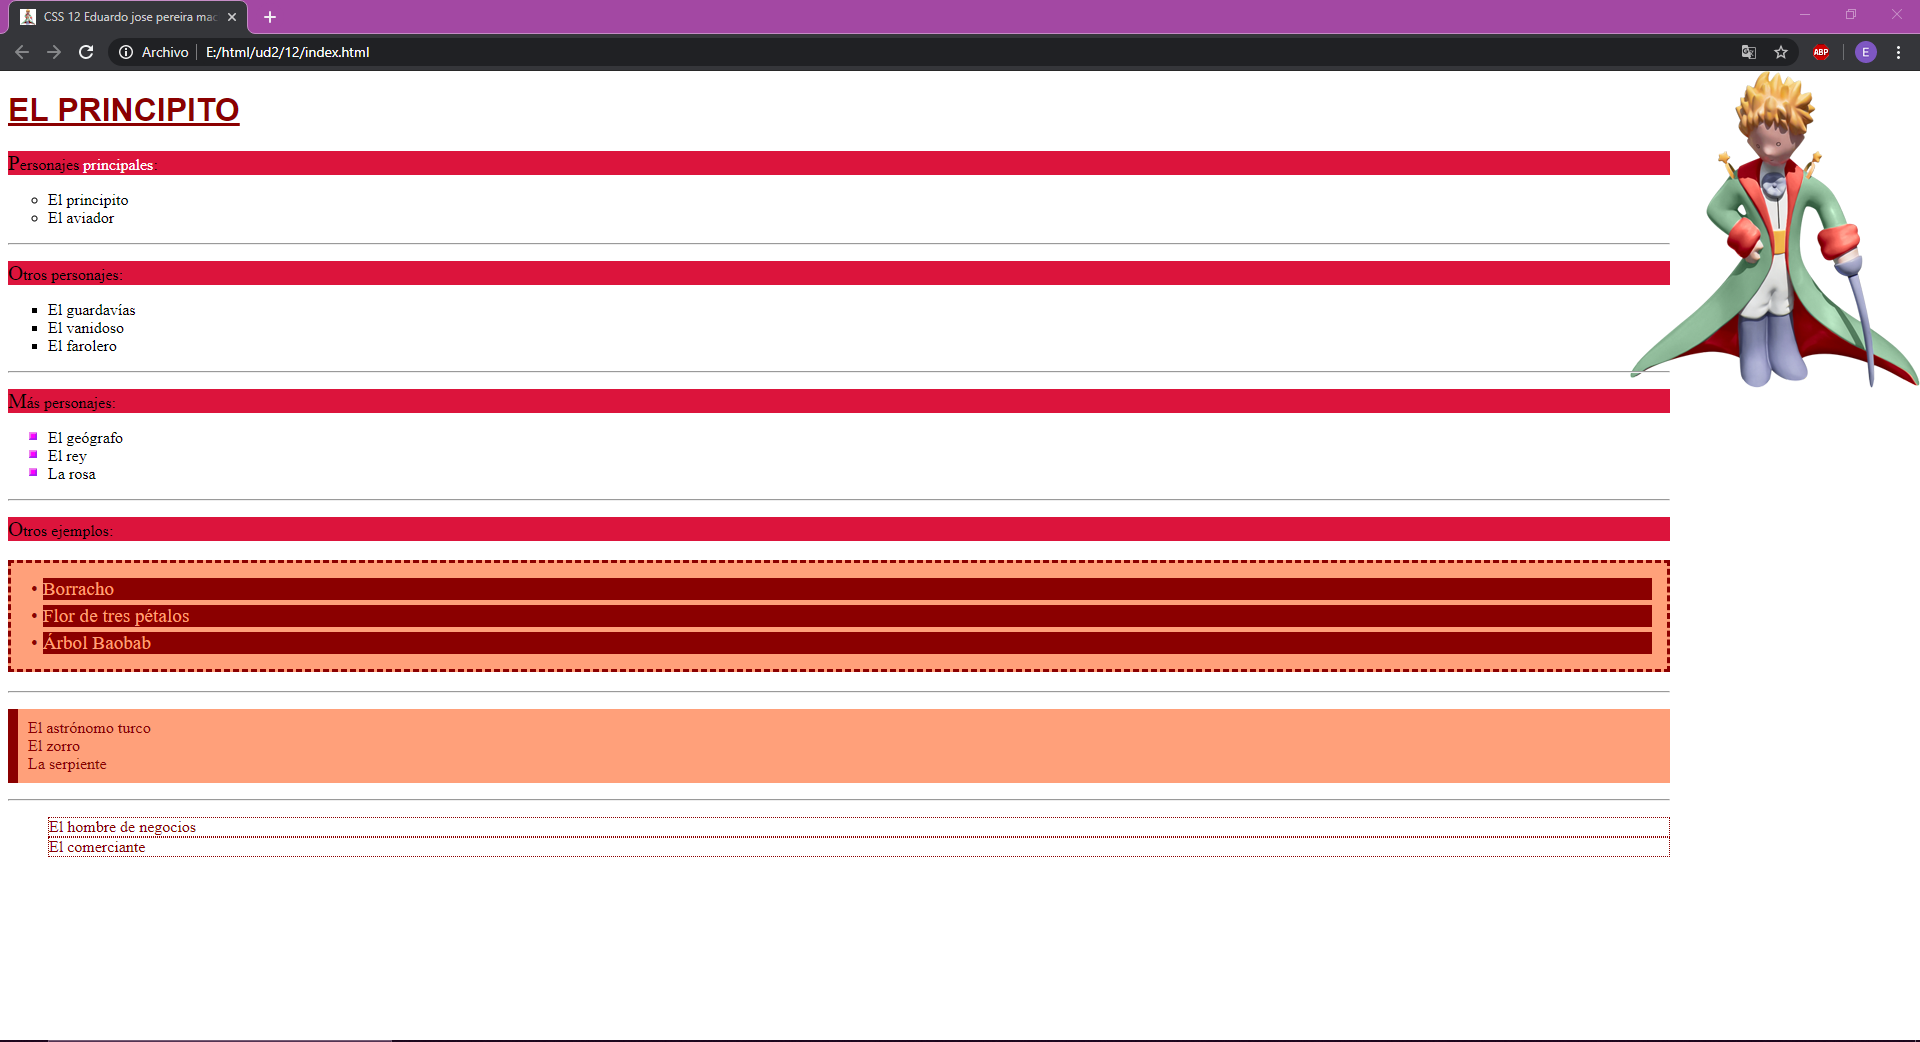 CSS 12 Eduardo jose pereira mac
Archivo E:/html/ud2/12/index.html
ABP
E
EL PRINCIPITO
Personajes principales:
El principito
El aviador
Otros personajes:
El guardavías
El vanidoso
El farolero
Más personajes:
El geógrafo
El rey
La rosa
Otros ejemplos:
Borracho
Flor de tres pétalos
Árbol Baobab
El astrónomo turco
El zorro
La serpiente
El hombre de negocios
El comerciante